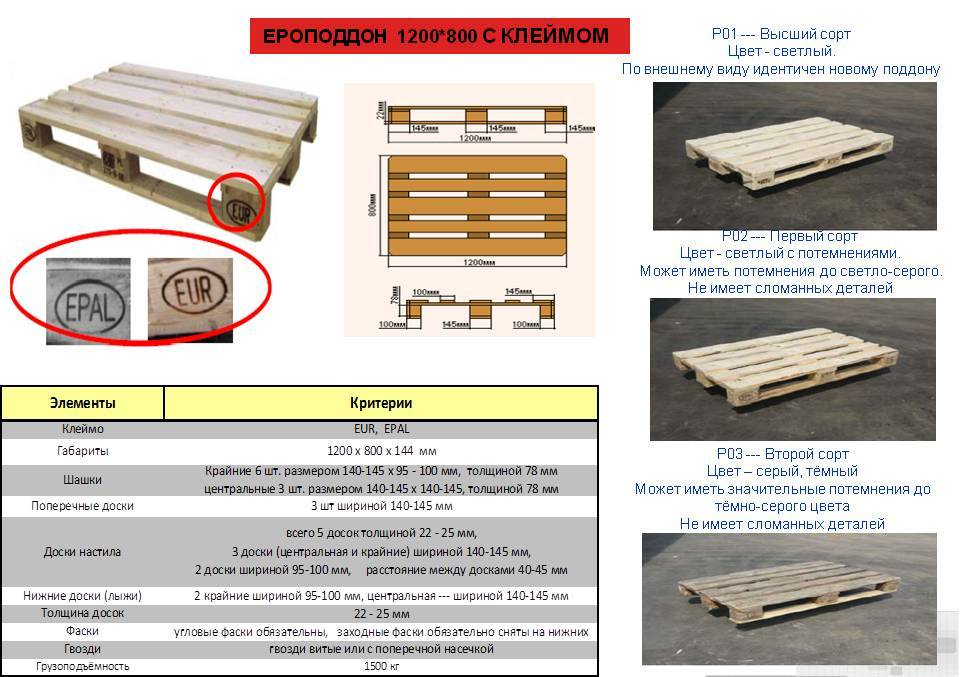 ЕРОПОДДОН 1200*800 С КЛЕЙМОМ
EUR
EPAL
EUR
22мм
145мм
145мм
145мм
1200мм
800мм
1200мм
78мм
100мм
145мм
100мм
145мм
100мм
P01 --- Высший сорт
Цвет - светлый.
По внешнему виду идентичен новому поддону
P02 --- Первый сорт
Цвет - светлый с потемнениями.
Может иметь потемнения до светло-серого.
Не имеет сломанных деталей
P03 --- Второй сорт
Цвет – серый, тёмный
Может иметь значительные потемнения до
тёмно-серого цвета
Не имеет сломанных деталей
Элементы Критерии
Клеймо EUR, EPAL
Габариты 1200 х 800 х 144 мм
Шашки Крайние 6 шт. размером 140-145 х 95 - 100 мм, толщиной 78 мм
центральные 3 шт. размером 140-145 х 140-145, толщиной 78 мм
Поперечные доски 3 шт шириной 140-145 мм
Доски настила всего 5 досок толщиной 22 - 25 мм,
3 доски (центральная и крайние) шириной 140-145 мм,
2 доски шириной 95-100 мм, расстояние между досками 40-45 мм
Нижние доски (лыжи) 2 крайние шириной 95-100 мм, центральная --- шириной 140-145 мм
Толщина досок 22 - 25 мм
Фаски угловые фаски обязательны, заходные фаски обязательно сняты на нижних
Гвозди гвозди витые или с поперечной насечкой
Грузоподъёмность 1500 кг